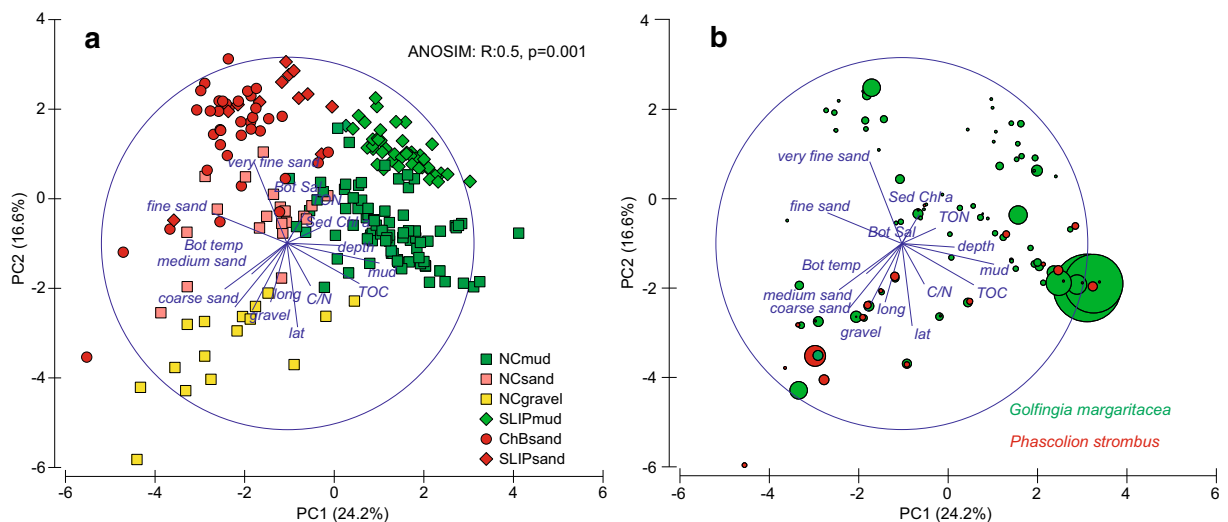 a
ANOSIM: R:0.5, p=0.001
4
2
0
-2
-4
-6
PC2 (16.6%)
very fine sand
Bot Sal
fine sand
Sed Chl a
Bot temp
depth
medium sand
mud
coarse sand
long
C/N
TOC
gravel
lat
NCmud
NCsand
NCgravel
SLIPmud
ChBsand
SLIPsand
-6
-4
-2
0
2
4
6
PC1 (24.2%)
b
4
2
0
-2
-4
-6
PC2 (16.6%)
very fine sand
Sed Chl'a
fine sand
TON
Bot Sal
depth
Bot temp
mud
medium sand
C/N
TOC
coarse sand
long
gravel
lat
Golfingia margaritacea
Phascolion strombus
-6
-4
-2
0
2
4
6
PC1 (24.2%)